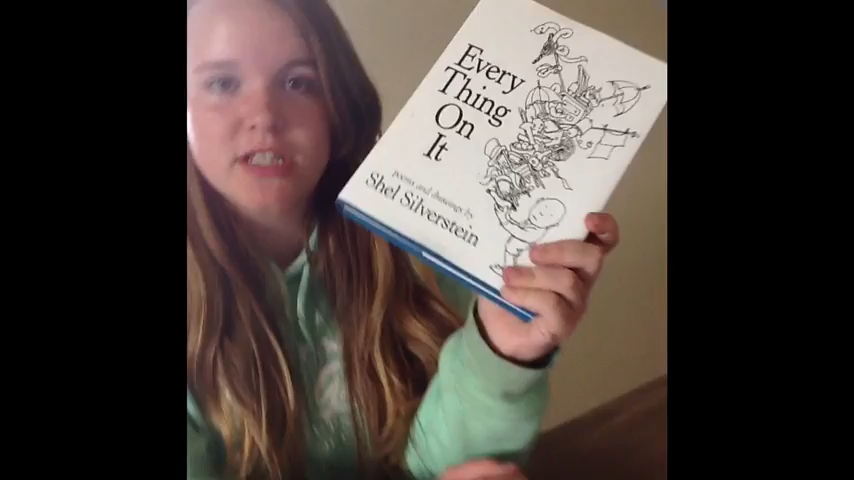 Every
Thing
On
It
poems and drawings by
Shel Silverstein